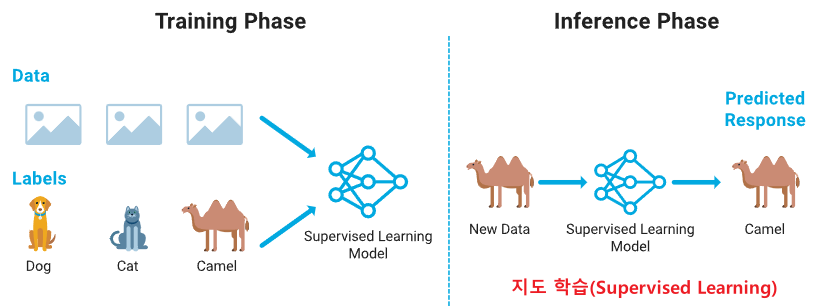 Training Phase
Data
Labels
Dog
Cat
Camel
Supervised Learning
Model
Inference Phase
Predicted
Response
New Data
Supervised Learning
Model
Camel
지도 학습(Supervised Learning)